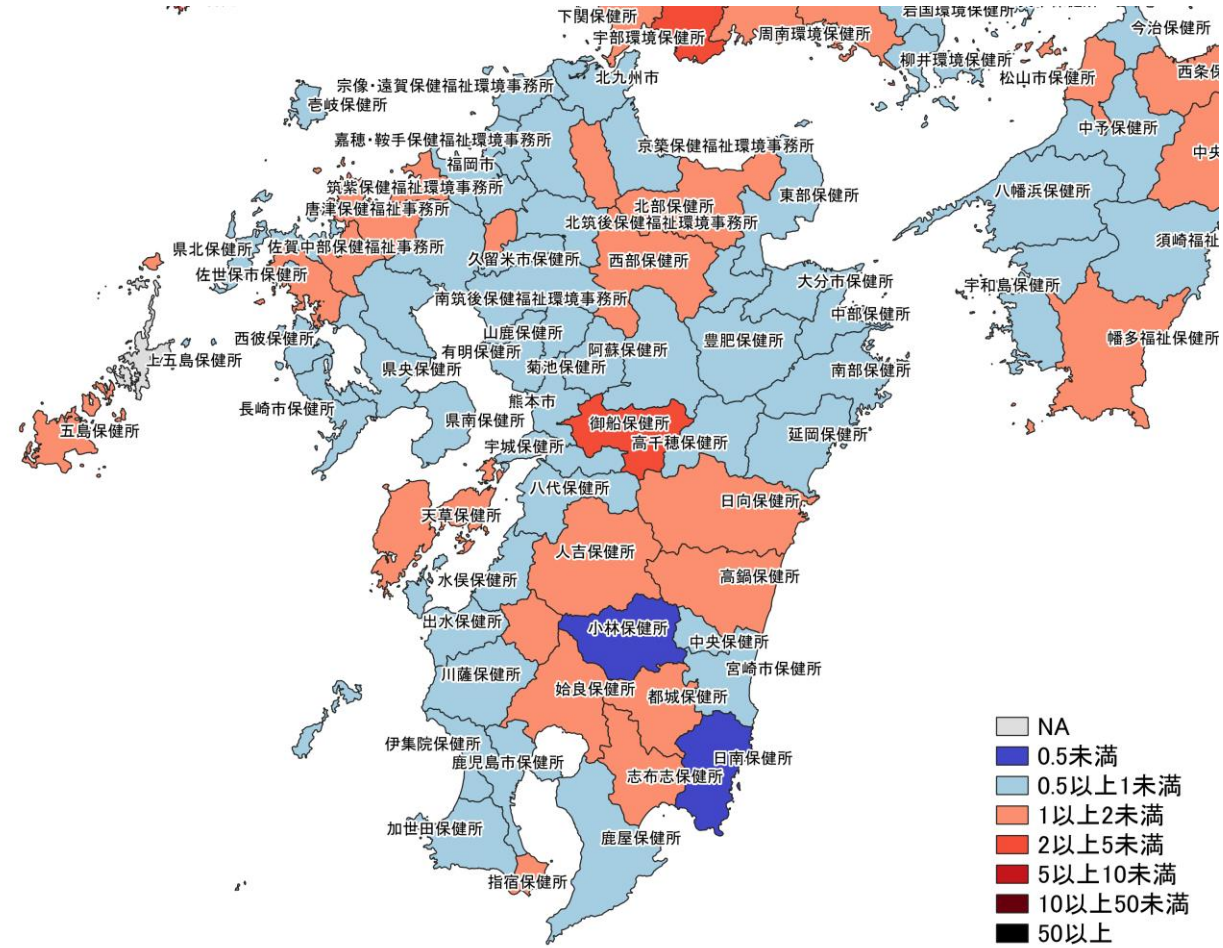 下関保健所
宇部環境保健所
周南環境保健所
岩国環境保健所
柳井環境保健所
今治保健所
松山市保健所
西条保
中予保健所
中央
八幡浜保健所
須崎福祉
宇和島保健所
幡多福祉保健所
北九州市
宗像・遠賀保健福祉環境事務所
壱岐保健所
嘉穂・鞍手保健福祉環境事務所
京築保健福祉環境事務所
福岡市
筑紫保健福祉環境事務所
東部保健所
唐津保健福祉事務所
北部保健所
北筑後保健福祉環境事務所
県北保健所
佐賀中部保健福祉事務所
久留米市保健所
西部保健所
佐世保市保健所
大分市保健所
南筑後保健福祉環境事務所
中部保健所
西彼保健所
山鹿保健所
豊肥保健所
上五島保健所
有明保健所
阿蘇保健所
県央保健所
菊池保健所
南部保健所
長崎市保健所
熊本市
県南保健所
御船保健所
五島保健所
高千穂保健所
延岡保健所
宇城保健所
八代保健所
日向保健所
天草保健所
人吉保健所
水俣保健所
高鍋保健所
出水保健所
小林保健所
中央保健所
川薩保健所
宮崎市保健所
姶良保健所
都城保健所
伊集院保健所
鹿児島市保健所
日南保健所
志布志保健所
加世田保健所
鹿屋保健所
指宿保健所
NA
0.5未満
0.5以上1未満
1以上2未満
2以上5未満
5以上10未満
10以上50未満
50以上